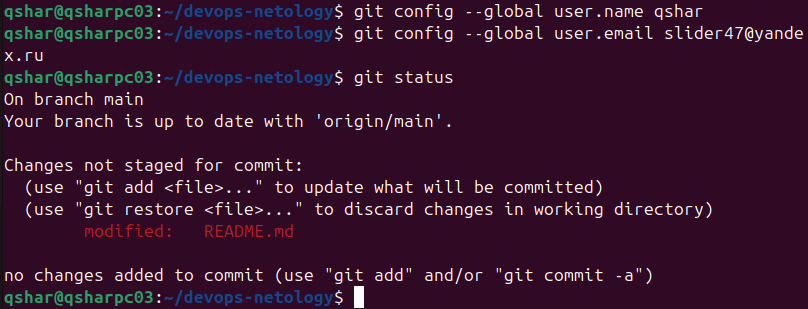 qshar@qsharpc03:~/devops-netology$ git config --global user.name qshar
qshar@qsharpc03:~/devops-netology$ git config --global user.email slider47@yande
x.ru
qshar@qsharpc03:~/devops-netology$ git status
On branch main
Your branch is up to date with 'origin/main'.

Changes not staged for commit:
  (use "git add <file>..." to update what will be committed)
  (use "git restore <file>..." to discard changes in working directory)
        modified:   README.md

no changes added to commit (use "git add" and/or "git commit -a")
qshar@qsharpc03:~/devops-netology$